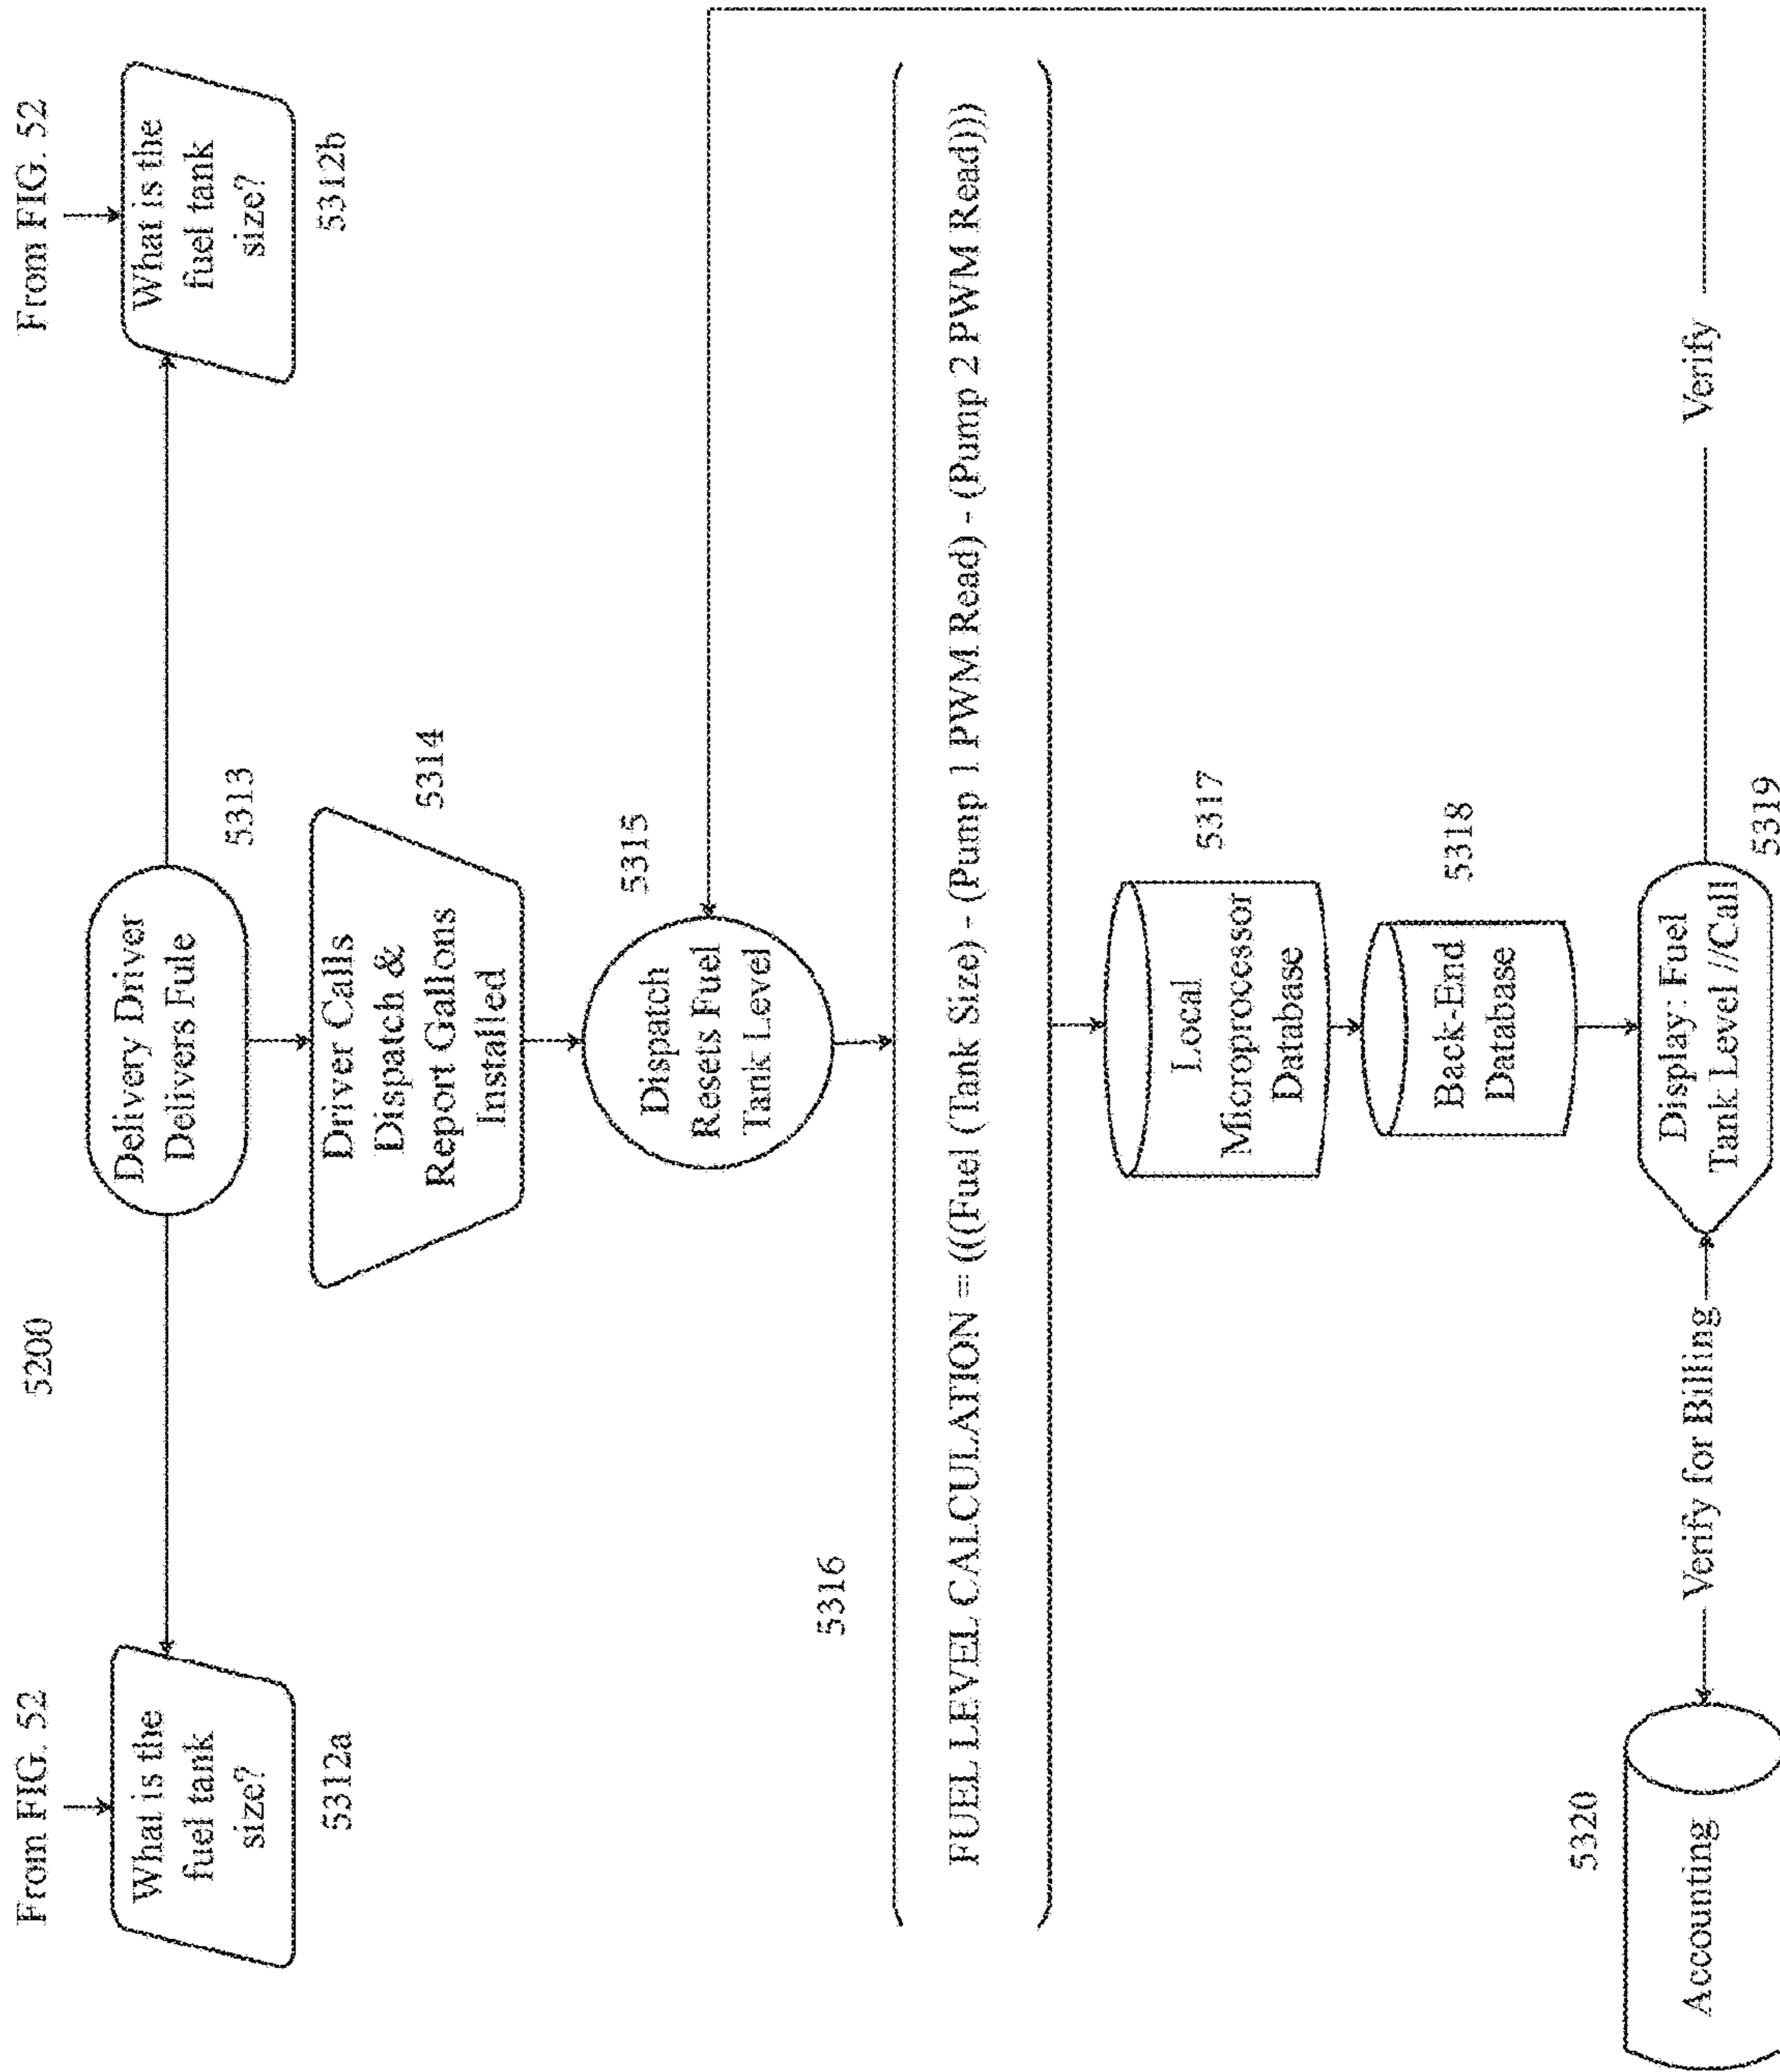 From FIG. 52
5200
From FIG. 52
What is the
fuel tank
size?
5312a
Delivery Driver
Delivers Fule
5313
What is the
fuel tank
size?
5312b
Driver Calls
Dispatch &
Report Gallons
Installed
5314
Dispatch
Resets Fuel
Tank Level
5315
5316
FUEL LEVEL CALCULATION = (((Fuel (Tank Size) - (Pump 1 PWM Read) - (Pump 2 PWM Read)))
Local
Microprocessor
Database
5317
Back-End
Database
5318
5320
Accounting
Verify for Billing
Display: Fuel
Tank Level //Call
5319
Verify